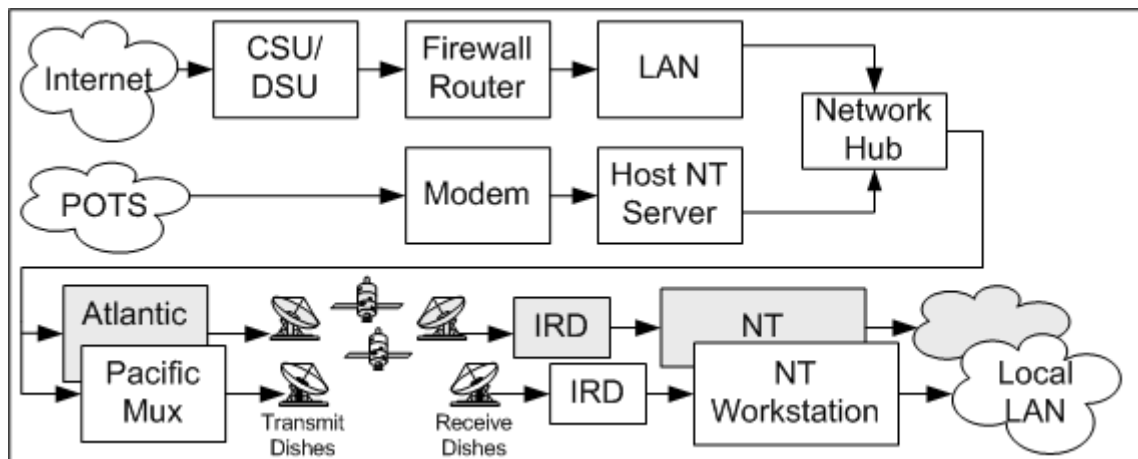 Internet
CSU/
DSU
Firewall
Router
LAN
Network
Hub
POTS
Modem
Host NT
Server
Atlantic
Pacific
Mux
Transmit
Dishes
Receive
Dishes
IRD
IRD
NT
NT
Workstation
Local
LAN